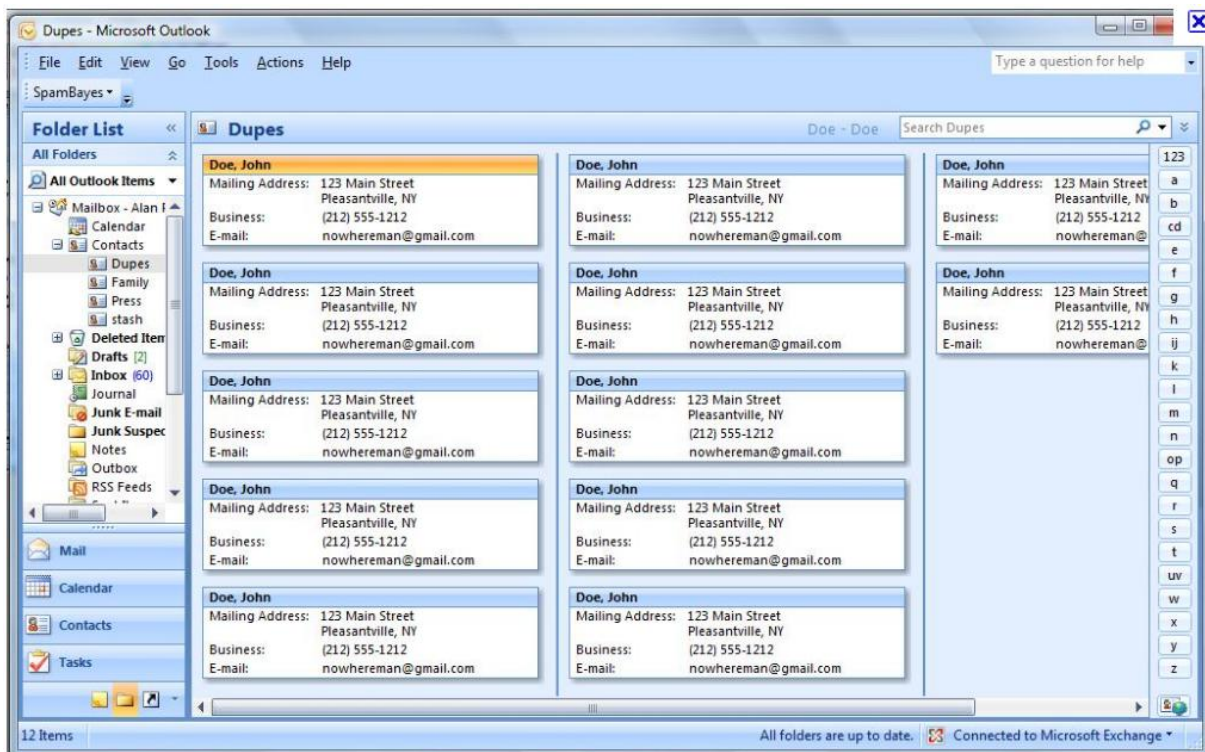 Dupes - Microsoft Outlook
File Edit View Go Tools Actions Help
Type a question for help
SpamBayes
Folder List «
Dupes
Doe - Doe
Search Dupes
All Folders
All Outlook Items
Mailbox - Alan
Calendar
Contacts
Dupes
Family
Press
stash
Deleted Item
Drafts [2]
Inbox (60)
Journal
Junk E-mail
Junk Suspec
Notes
Outbox
RSS Feeds
Mail
Calendar
Contacts
Tasks
Doe, John
Mailing Address: 123 Main Street
Pleasantville, NY
Business: (212) 555-1212
E-mail: nowhereman@gmail.com
Doe, John
Mailing Address: 123 Main Street
Pleasantville, NY
Business: (212) 555-1212
E-mail: nowhereman@gmail.com
Doe, John
Mailing Address: 123 Main Street
Pleasantville, NY
Business: (212) 555-1212
E-mail: nowhereman@gmail.com
Doe, John
Mailing Address: 123 Main Street
Pleasantville, NY
Business: (212) 555-1212
E-mail: nowhereman@gmail.com
Doe, John
Mailing Address: 123 Main Street
Pleasantville, NY
Business: (212) 555-1212
E-mail: nowhereman@gmail.com
Doe, John
Mailing Address: 123 Main Street
Pleasantville, NY
Business: (212) 555-1212
E-mail: nowhereman@gmail.com
Doe, John
Mailing Address: 123 Main Street
Pleasantville, NY
Business: (212) 555-1212
E-mail: nowhereman@gmail.com
Doe, John
Mailing Address: 123 Main Street
Pleasantville, NY
Business: (212) 555-1212
E-mail: nowhereman@gmail.com
Doe, John
Mailing Address: 123 Main Street
Pleasantville, NY
Business: (212) 555-1212
E-mail: nowhereman@gmail.com
Doe, John
Mailing Address: 123 Main Street
Pleasantville, NY
Business: (212) 555-1212
E-mail: nowhereman@gmail.com
Doe, John
Mailing Address: 123 Main Street
Pleasantville, NY
Business: (212) 555-1212
E-mail: nowhereman@
Doe, John
Mailing Address: 123 Main Street
Pleasantville, NY
Business: (212) 555-1212
E-mail: nowhereman@
123
a
b
cd
e
f
g
h
ij
k
l
m
n
op
q
r
s
t
uv
w
x
y
z
12 Items
All folders are up to date.
Connected to Microsoft Exchange